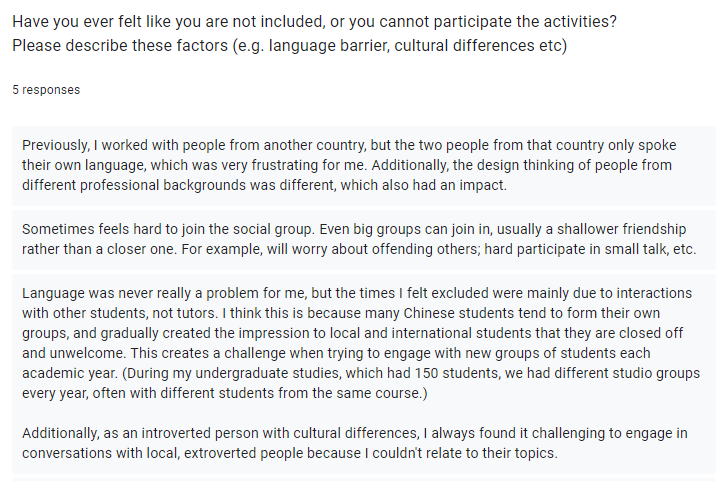 Have you ever felt like you are not included, or you cannot participate the activities?
Please describe these factors (e.g. language barrier, cultural differences etc)
5 responses
Previously, I worked with people from another country, but the two people from that country only spoke
their own language, which was very frustrating for me. Additionally, the design thinking of people from
different professional backgrounds was different, which also had an impact.
Sometimes feels hard to join the social group. Even big groups can join in, usually a shallower friendship
rather than a closer one. For example, will worry about offending others; hard participate in small talk, etc.
Language was never really a problem for me, but the times I felt excluded were mainly due to interactions
with other students, not tutors. I think this is because many Chinese students tend to form their own
groups, and gradually created the impression to local and international students that they are closed off
and unwelcome. This creates a challenge when trying to engage with new groups of students each
academic year. (During my undergraduate studies, which had 150 students, we had different studio groups
every year, often with different students from the same course.)
Additionally, as an introverted person with cultural differences, I always found it challenging to engage in
conversations with local, extroverted people because I couldn't relate to their topics.